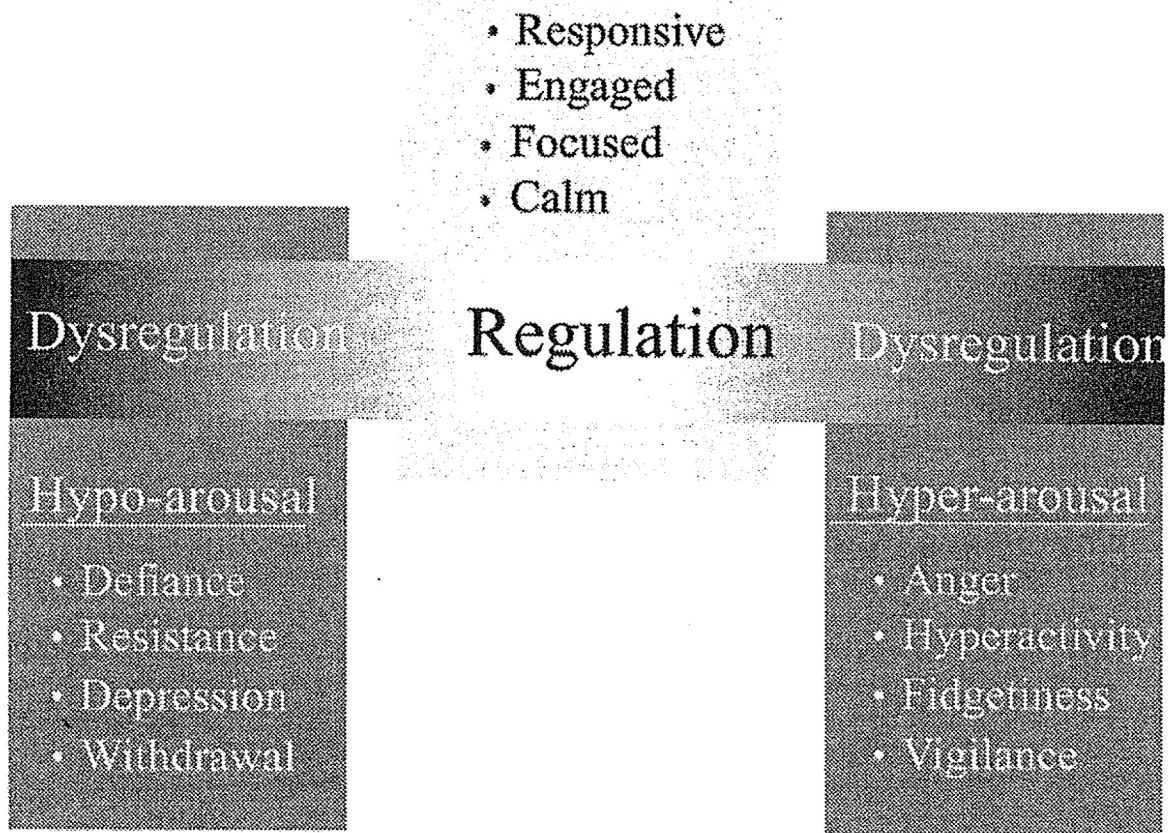 • Responsive
• Engaged
• Focused
• Calm
Dysregulation
Regulation
Dysregulation
Hypo-arousal
• Defiance
• Resistance
• Depression
• Withdrawal
Hyper-arousal
• Anger
• Hyperactivity
• Fidgetiness
• Vigilance